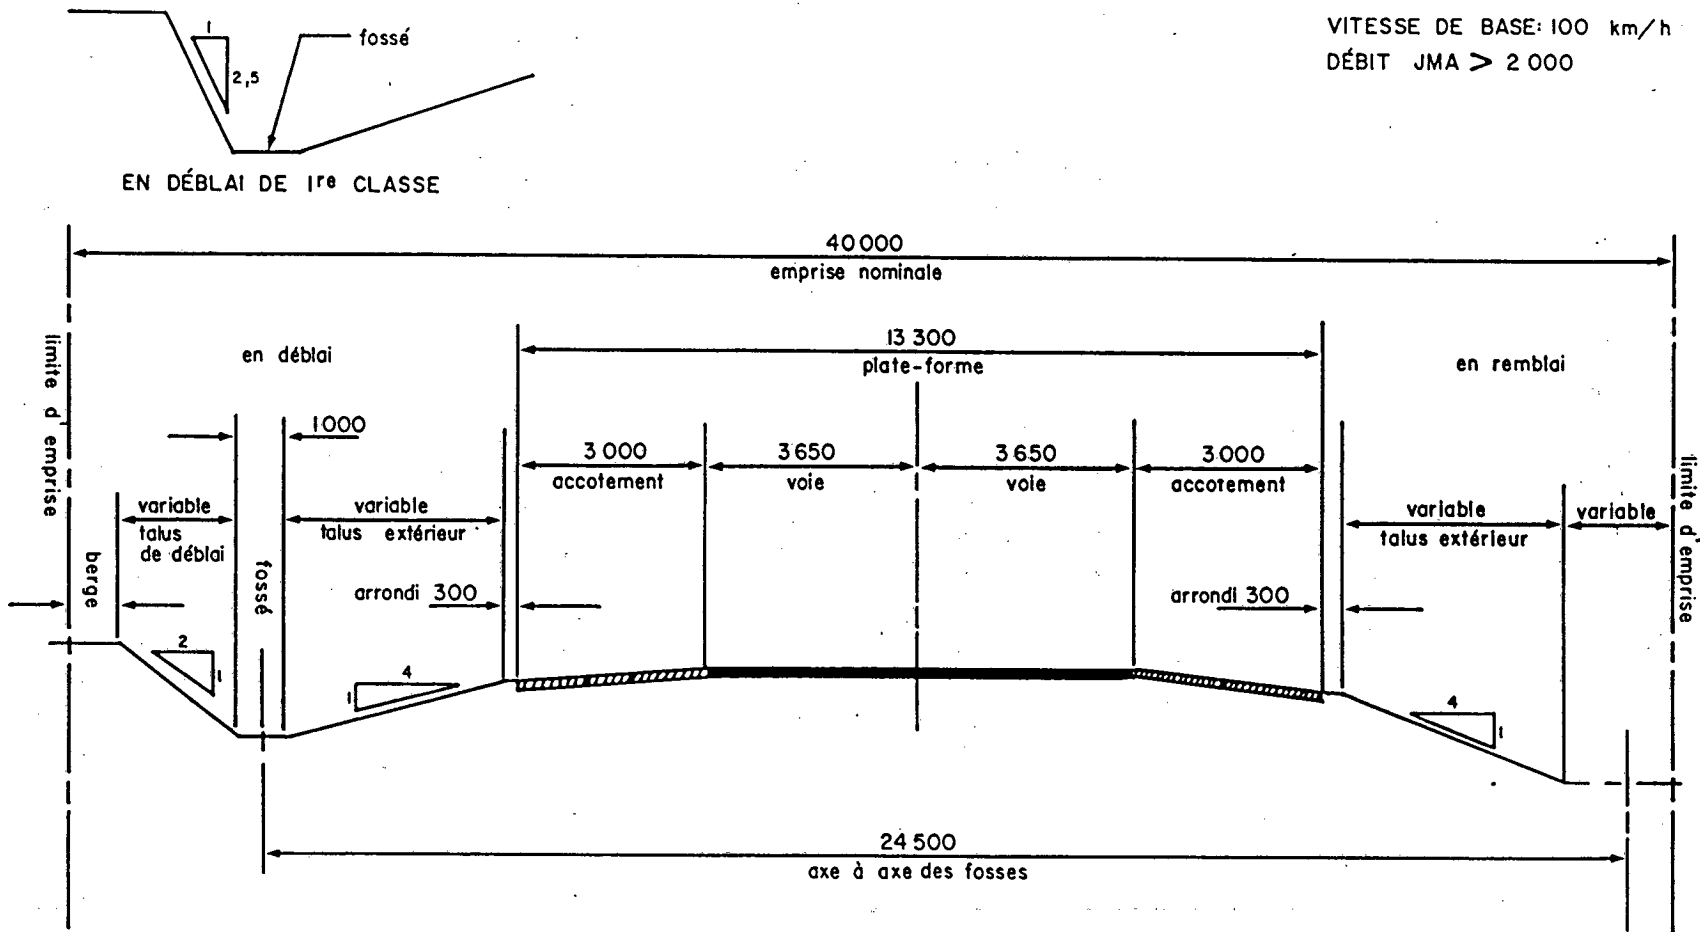 VITESSE DE BASE: 100 km/h
DÉBIT JMA > 2 000
1
2,5
fossé
EN DÉBLAI DE 1re CLASSE
40 000
emprise nominale
limite d'emprise
en déblai
13 300
plate-forme
en remblai
limite d'emprise
1 000
3 000
accotement
3 650
voie
3 650
voie
3 000
accotement
variable
talus
de déblai
variable
talus extérieur
variable
talus extérieur
variable
berge
fossé
arrondi 300
arrondi 300
2
1
4
1
4
1
24 500
axe à axe des fosses